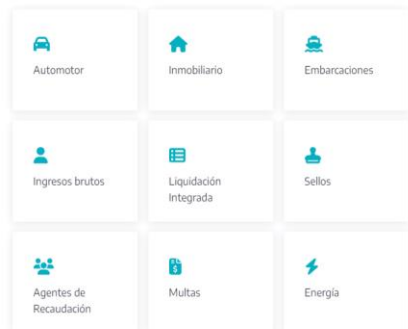 Automotor
Inmobiliario
Embarcaciones
Ingresos brutos
Liquidación
Integrada
Sellos
Agentes de
Recaudación
Multas
Energía